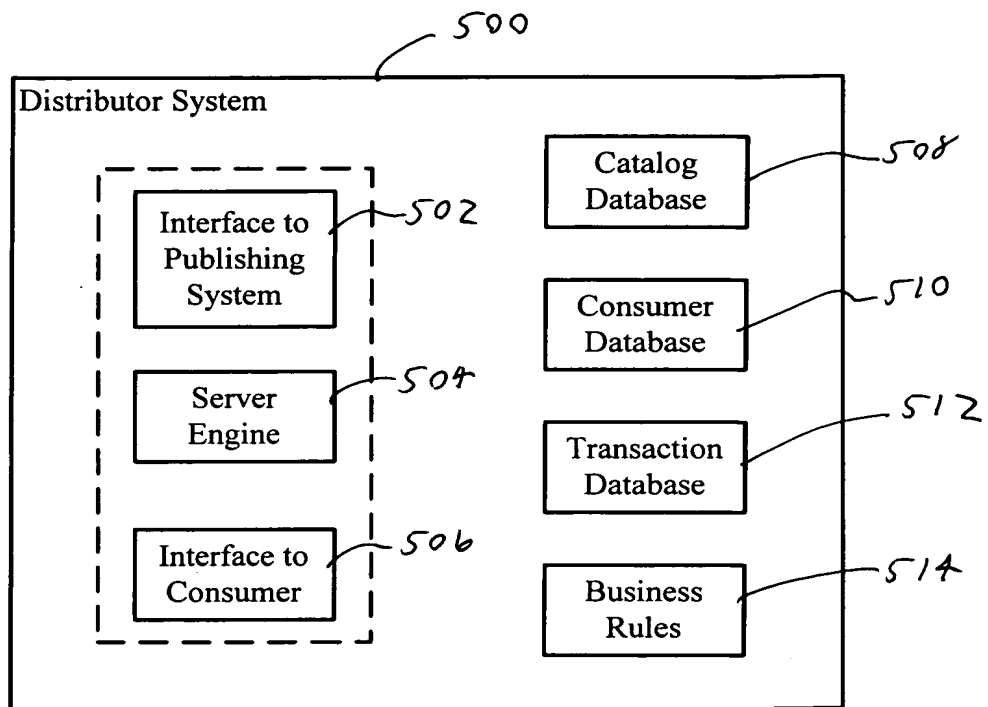 500
Distributor System
Interface to
Publishing
System
502
Server
Engine
504
Interface to
Consumer
506
Catalog
Database
508
Consumer
Database
510
Transaction
Database
512
Business
Rules
514